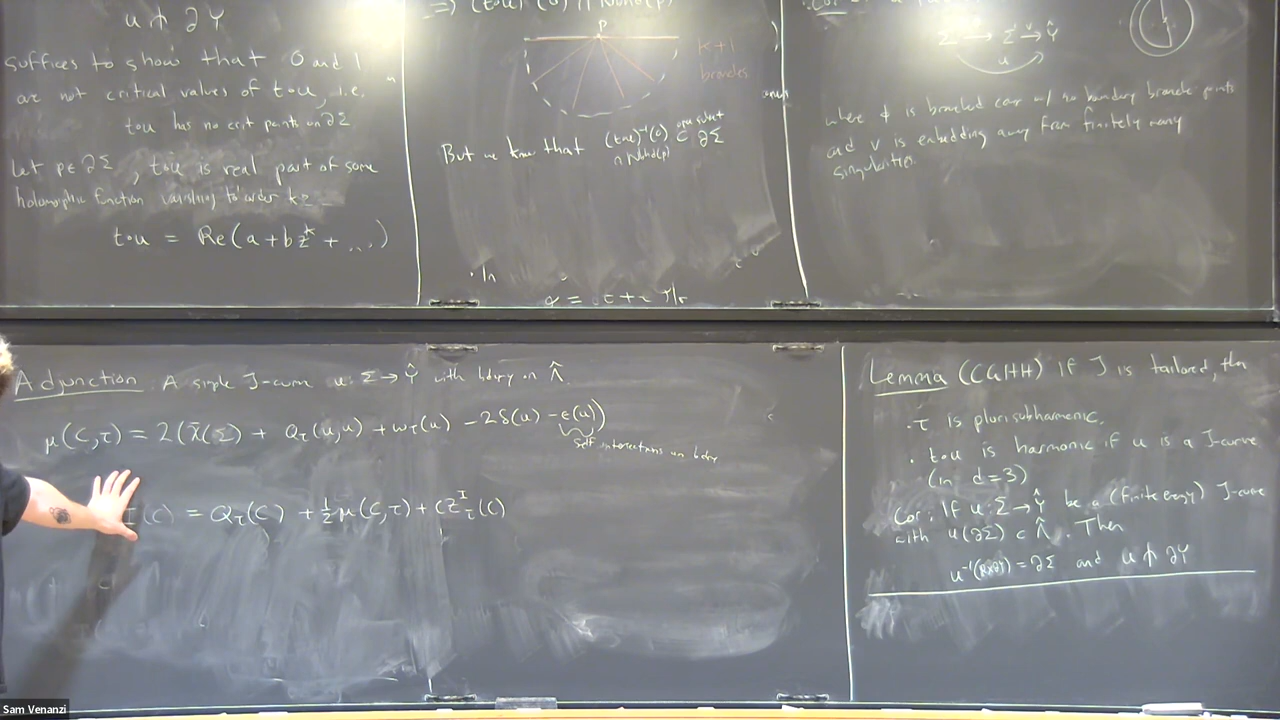 u ⋔ ∂Y
suffices to show that 0 and 1
are not critical values of t∘u, i.e.
t∘u has no crit points on ∂Σ
Let p∈∂Σ, t∘u is real part of some
holomorphic function vanishing to order k≥
t∘u = Re(a+bz^k + ...)
P
k+1
branches
But we know that (t∘u)^{-1}(0) ⊂ ∂Σ
∩ Nbhd(p)
open subset
· In
where ϕ is branched cover w/ no boundary branch points
and v is embedding away from finitely many
singularities.
Adjunction: A simple J-curve u: Σ→Ŷ with bdry on Λ̂
μ(C,τ) = 2(χ̄(Σ) + Q_τ(u,u) + w_τ(u) - 2δ(u) - ε(u))
self intersections on bdry
I(C) = Q_τ(C) + ½μ(C,τ) + CZ^I_τ(C)
Lemma (CGHH) If J is tailored, then
· τ is plurisubharmonic.
· t∘u is harmonic if u is a J-curve
(in d=3)
Cor: If u: Σ→Ŷ be a (finite energy) J-curve
with u(∂Σ) ⊂ Λ̂. Then
= ∂Σ and u ⋔ ∂Y
Sam Venanzi